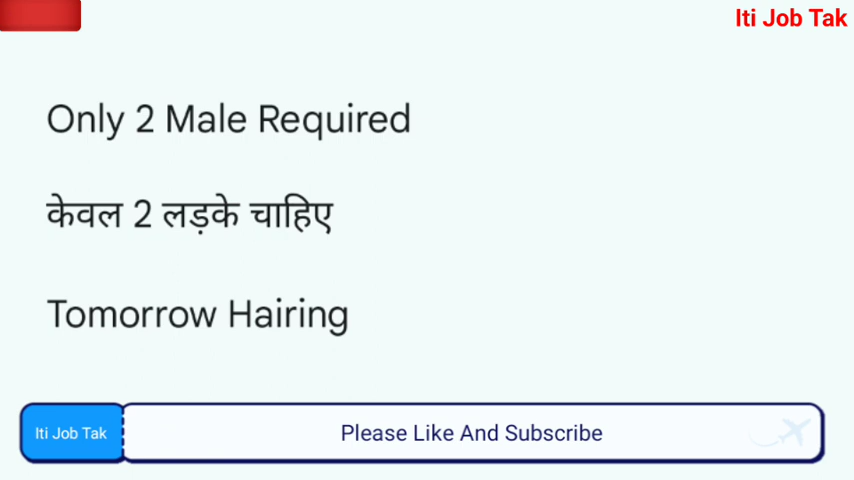 Iti Job Tak
Only 2 Male Required
केवल 2 लड़के चाहिए
Tomorrow Hairing
Iti Job Tak
Please Like And Subscribe